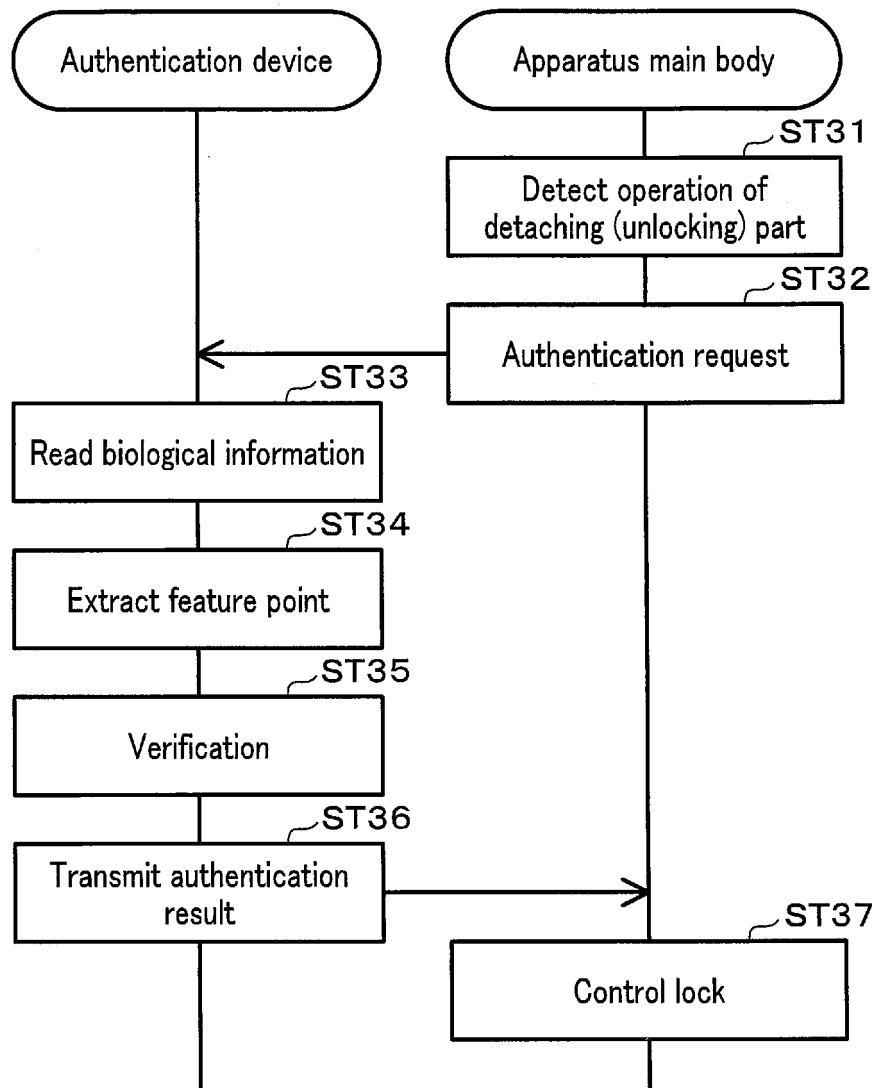 Authentication device
Apparatus main body
ST31
Detect operation of
detaching (unlocking) part
ST32
Authentication request
ST33
Read biological information
ST34
Extract feature point
ST35
Verification
ST36
Transmit authentication
result
ST37
Control lock